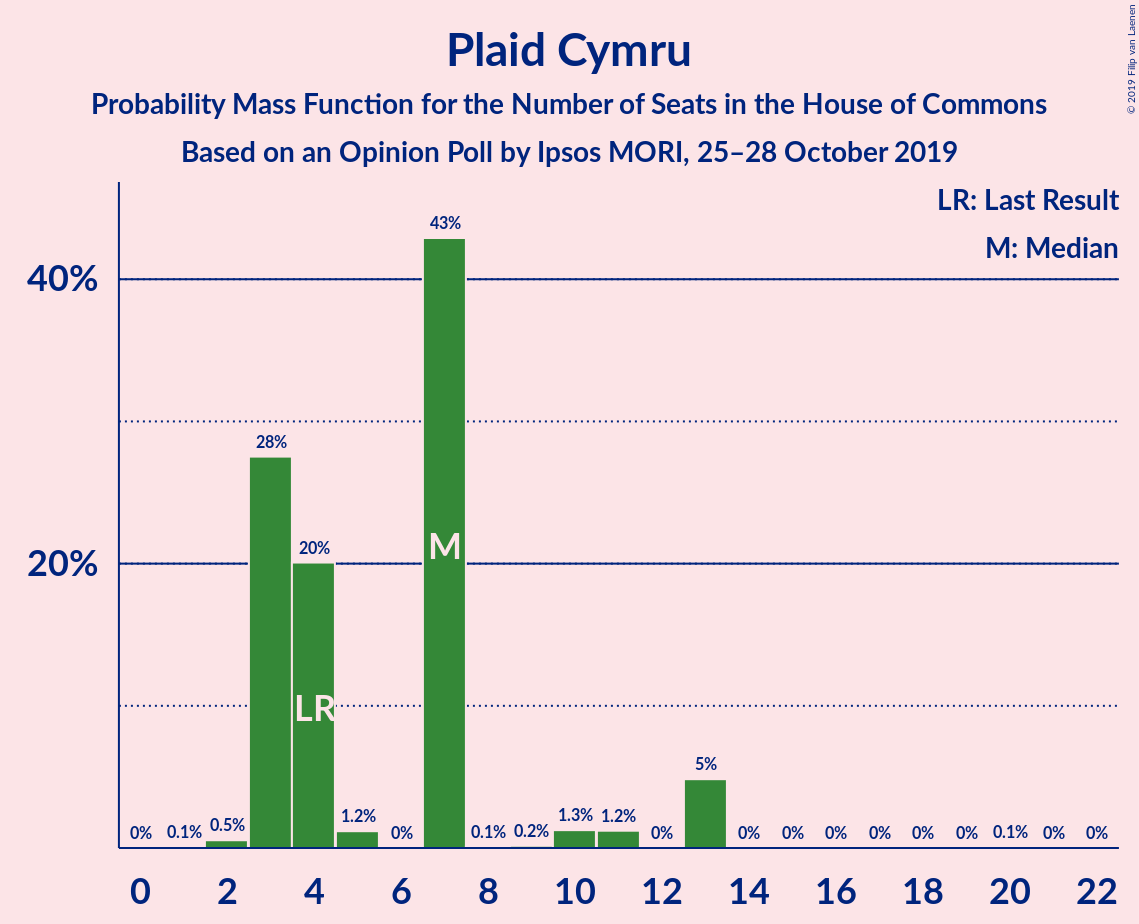 Plaid Cymru
Probability Mass Function for the Number of Seats in the House of Commons
Based on an Opinion Poll by Ipsos MORI, 25–28 October 2019
© 2019 Filip van Laenen
LR: Last Result
M: Median
40%
20%
0%
0.1%
0.5%
28%
20%
1.2%
0%
43%
0.1%
0.2%
1.3%
1.2%
0%
5%
0%
0%
0%
0%
0%
0%
0.1%
0%
0%
LR
M
0 2 4 6 8 10 12 14 16 18 20 22